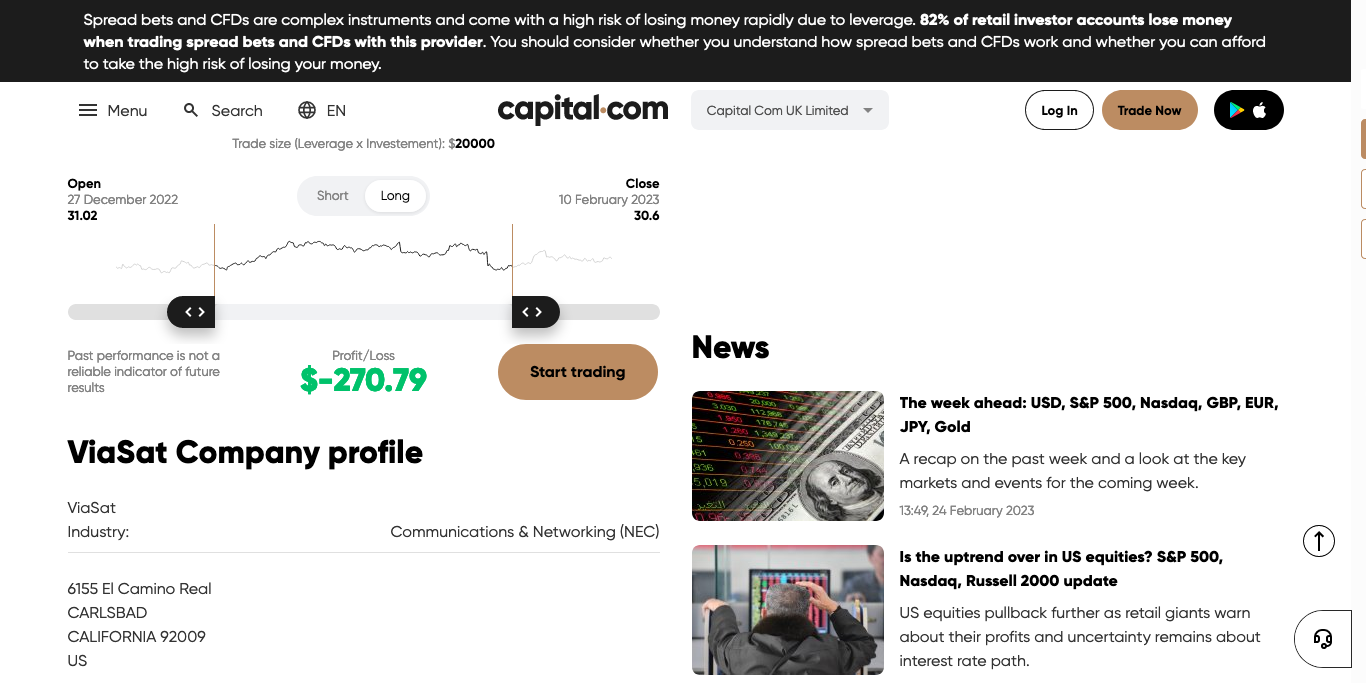 Spread bets and CFDs are complex instruments and come with a high risk of losing money rapidly due to leverage. 82% of retail investor accounts lose money
when trading spread bets and CFDs with this provider. You should consider whether you understand how spread bets and CFDs work and whether you can afford
to take the high risk of losing your money.
Menu
Search
EN
capital.com
Capital Com UK Limited
Log In
Trade Now
Trade size (Leverage x Investement): $20000
Open
27 December 2022
31.02
Short
Long
Close
10 February 2023
30.6
Past performance is not a
reliable indicator of future
results
Profit/Loss
$-270.79
Start trading
ViaSat Company profile
ViaSat
Industry:
Communications & Networking (NEC)
6155 El Camino Real
CARLSBAD
CALIFORNIA 92009
US
News
The week ahead: USD, S&P 500, Nasdaq, GBP, EUR,
JPY, Gold
A recap on the past week and a look at the key
markets and events for the coming week.
13:49, 24 February 2023
Is the uptrend over in US equities? S&P 500,
Nasdaq, Russell 2000 update
US equities pullback further as retail giants warn
about their profits and uncertainty remains about
interest rate path.